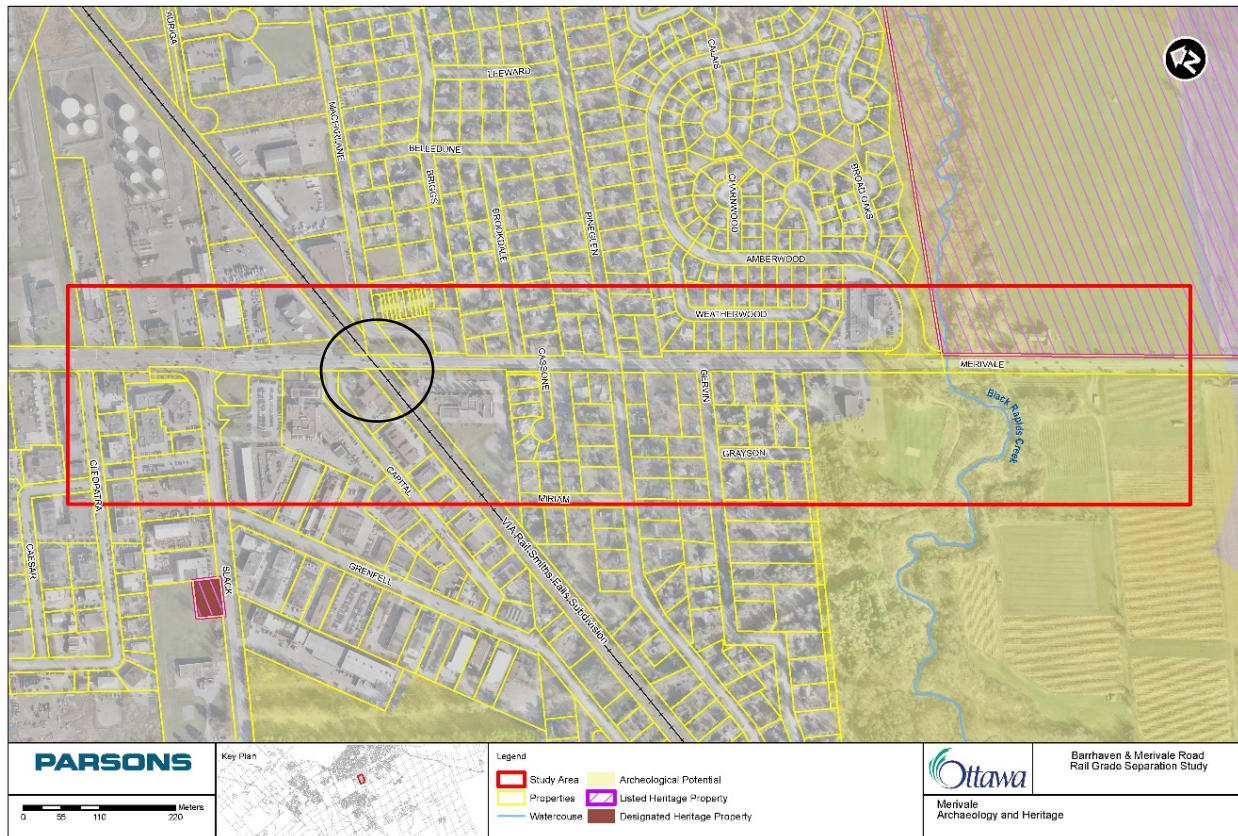 AURIGA
LEEWARD
CALAIS
MACFARLANE
BELLEDUNE
BRIGGS
BROOKDALE
PINEGLEN
CHARNWOOD
BROAD OAKS
AMBERWOOD
WEATHERWOOD
MERIVALE
CASSONE
GERVIN
Black Rapids Creek
GRAYSON
CLEOPATRA
CAPITAL
MIRIAM
CAESAR
SLACK
GRENFELL
VIA Rail Smiths Falls Subdivision
N
PARSONS
0 55 110 220 Meters
Key Plan
Legend
Study Area
Archeological Potential
Properties
Listed Heritage Property
Watercouse
Designated Heritage Property
Ottawa
Barrhaven & Merivale Road
Rail Grade Separation Study
Merivale
Archaeology and Heritage